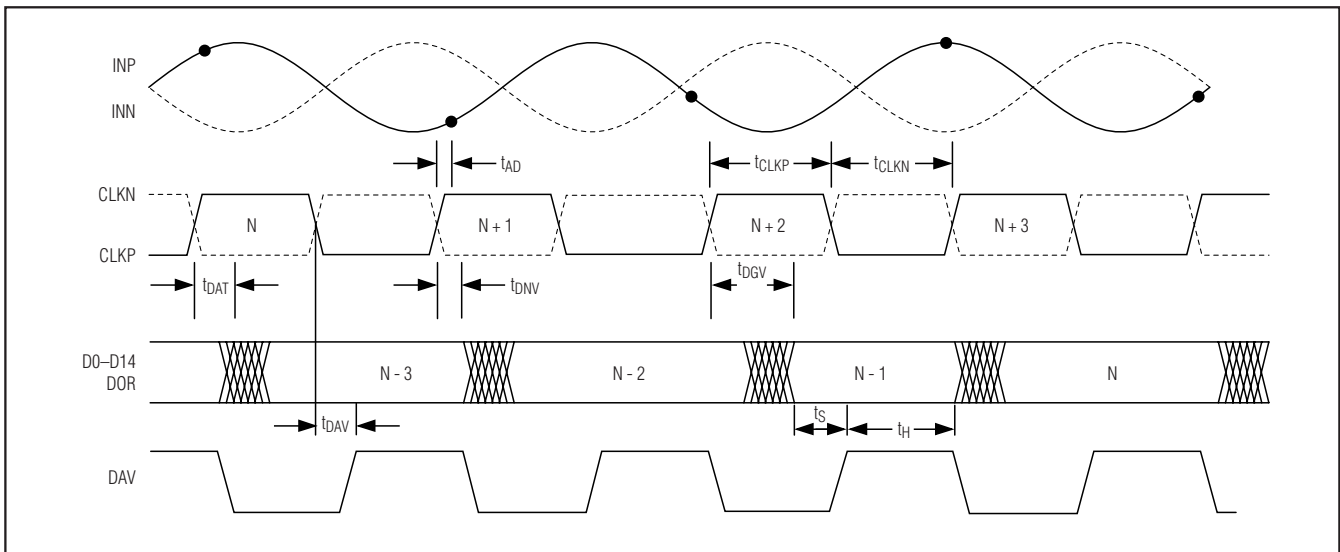 INP
INN
tAD
tCLKP
tCLKN
CLKN
N
N + 1
N + 2
N + 3
CLKP
tDAT
tDNV
tDGV
D0–D14
DOR
N - 3
N - 2
N - 1
N
tDAV
tS
tH
DAV